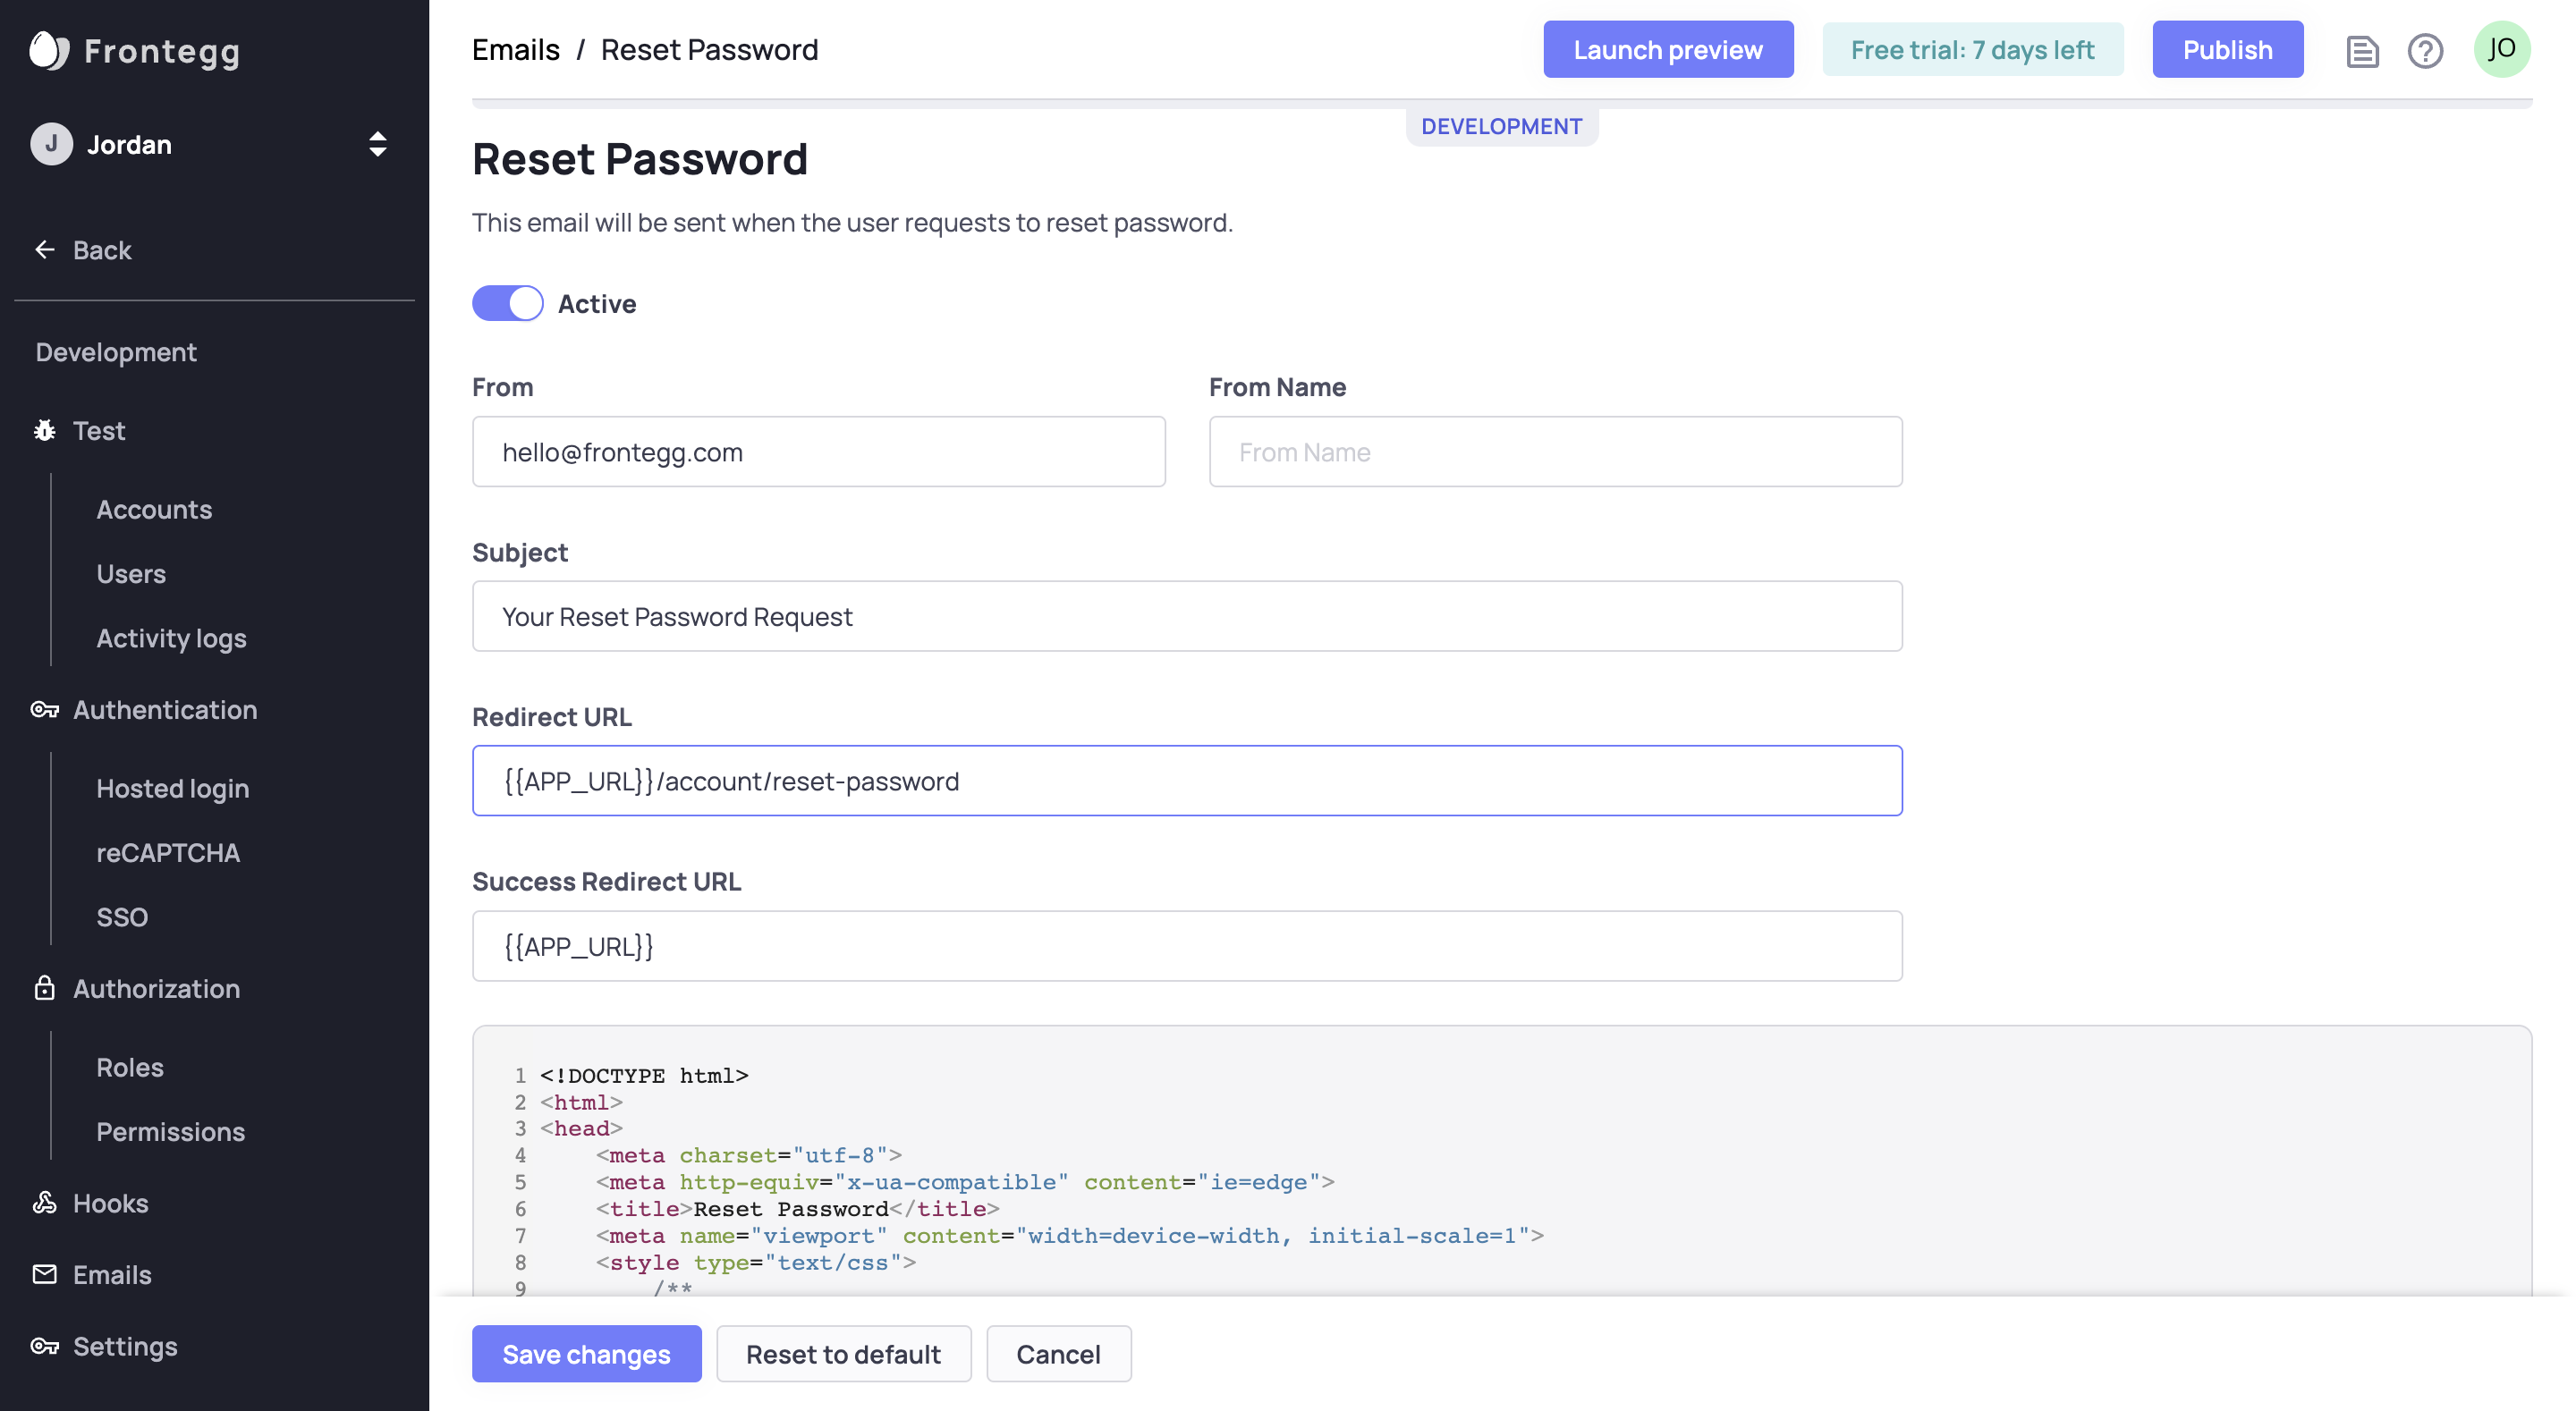 Frontegg
J Jordan
Back
Development
Test
Accounts
Users
Activity logs
Authentication
Hosted login
reCAPTCHA
SSO
Authorization
Roles
Permissions
Hooks
Emails
Settings
Emails / Reset Password
Launch preview
Free trial: 7 days left
Publish
JO
DEVELOPMENT
Reset Password
This email will be sent when the user requests to reset password.
Active
From
hello@frontegg.com
From Name
From Name
Subject
Your Reset Password Request
Redirect URL
{{APP_URL}}/account/reset-password
Success Redirect URL
{{APP_URL}}
1 <!DOCTYPE html>
2 <html>
3 <head>
4     <meta charset="utf-8">
5     <meta http-equiv="x-ua-compatible" content="ie=edge">
6     <title>Reset Password</title>
7     <meta name="viewport" content="width=device-width, initial-scale=1">
8     <style type="text/css">
9         /**
Save changes
Reset to default
Cancel